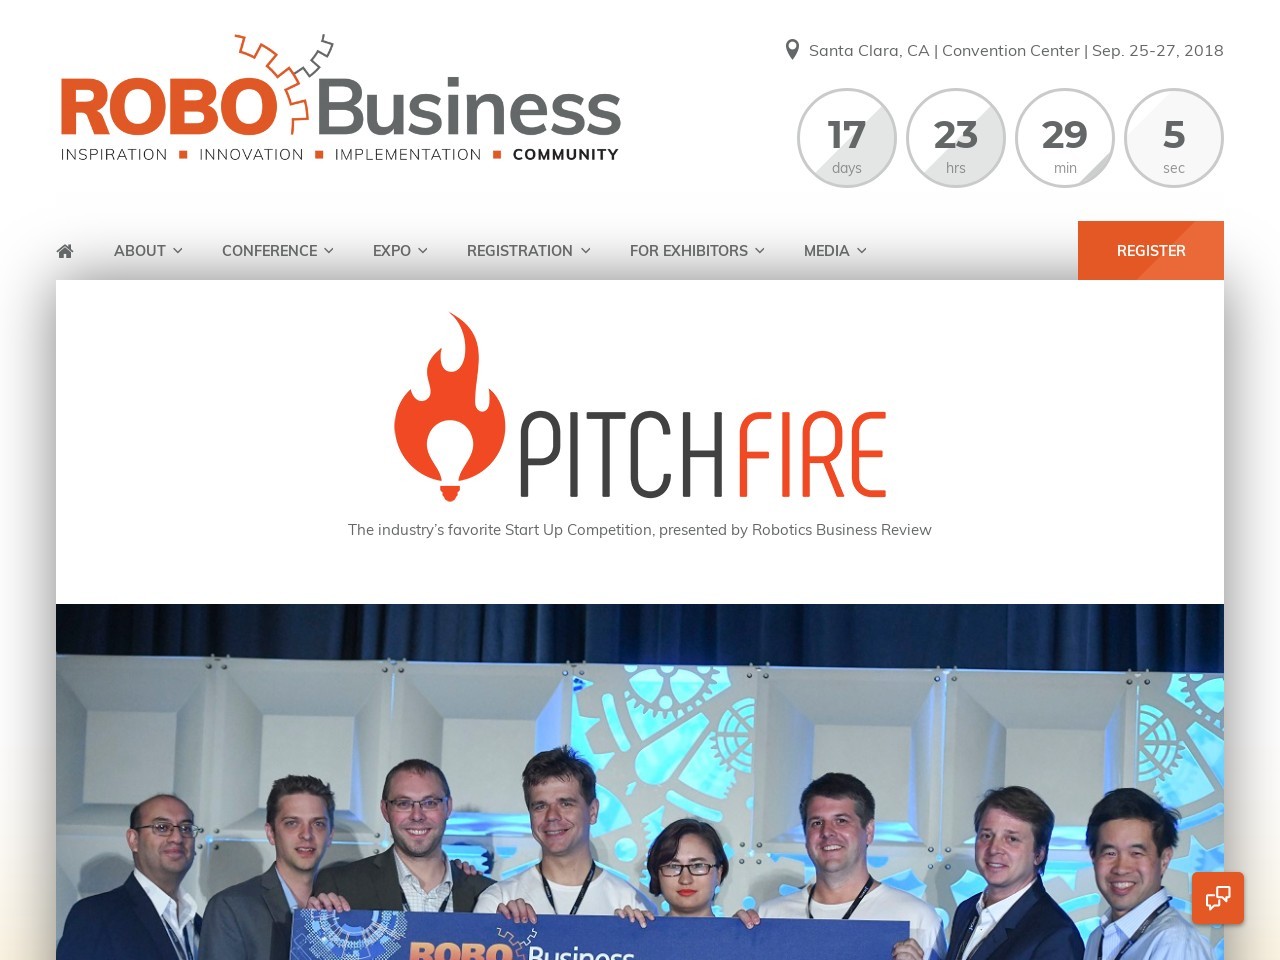 ROBO Business
INSPIRATION ■ INNOVATION ■ IMPLEMENTATION ■ COMMUNITY
Santa Clara, CA | Convention Center | Sep. 25-27, 2018
17 23 29 5
days hrs min sec
ABOUT CONFERENCE EXPO REGISTRATION FOR EXHIBITORS MEDIA REGISTER
PITCHFIRE
The industry’s favorite Start Up Competition, presented by Robotics Business Review
ROBO Business